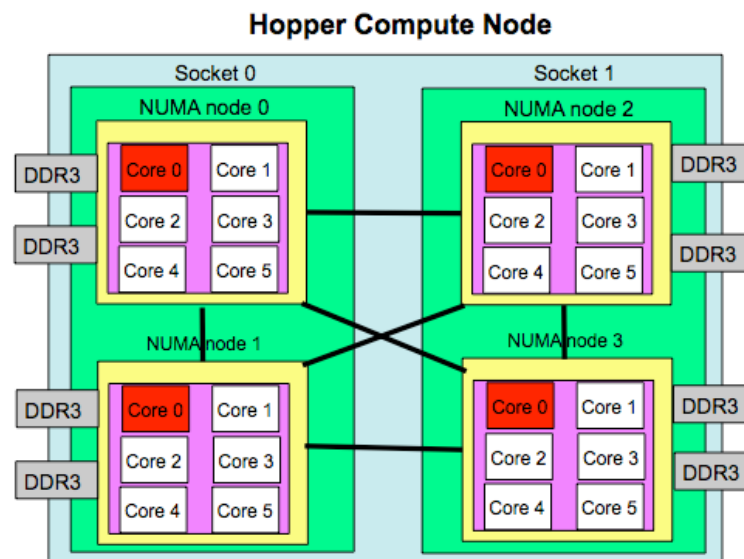 Hopper Compute Node
Socket 0
Socket 1
NUMA node 0
NUMA node 2
DDR3
Core 0
Core 1
Core 0
Core 1
DDR3
Core 2
Core 3
Core 2
Core 3
DDR3
Core 4
Core 5
Core 4
Core 5
DDR3
NUMA node 1
NUMA node 3
DDR3
Core 0
Core 1
Core 0
Core 1
DDR3
Core 2
Core 3
Core 2
Core 3
DDR3
Core 4
Core 5
Core 4
Core 5
DDR3